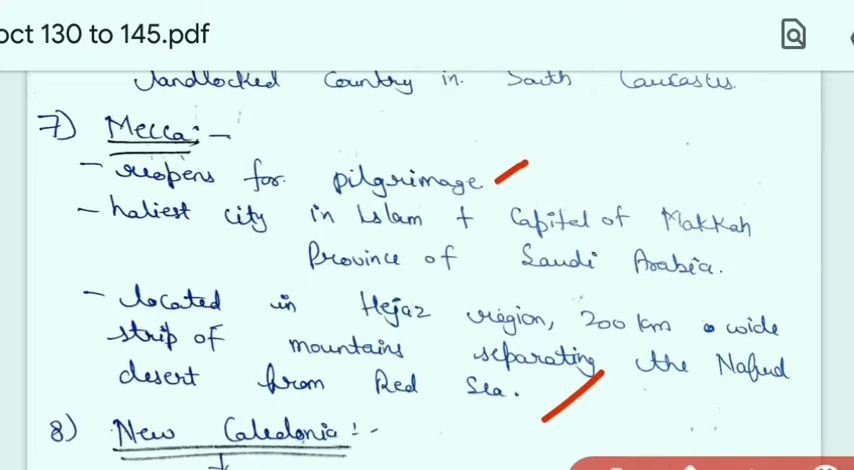 oct 130 to 145.pdf
landlocked Country in. South Caucastus.
7) Mecca:-
- reopens for pilgrimage.
- haliest city in Islam + Capital of Makkah
Province of Saudi Arabia.
- located in Hejaz region, 200 km wide
strip of mountains separating the Nafud
desert from Red Sea.
8) New Caledonia:-